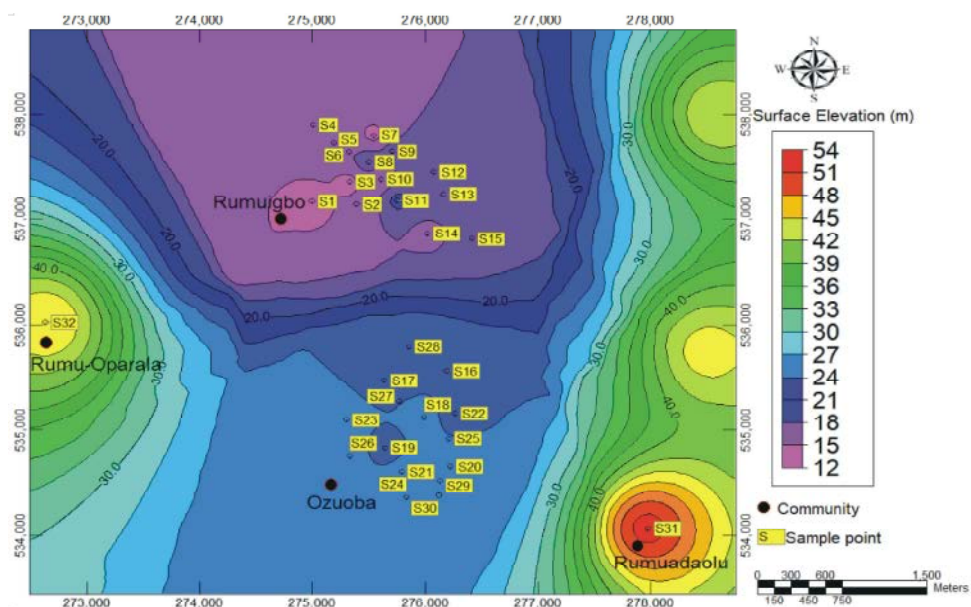 273,000 274,000 275,000 276,000 277,000 278,000
N
W E
S
Surface Elevation (m)
54
51
48
45
42
39
36
33
30
27
24
21
18
15
12
Community
S Sample point
0 300 600 1,500
Meters
150 450 750
538,000
537,000
536,000
535,000
534,000
538,000
537,000
536,000
535,000
534,000
S4
S5
S7
S6
S9
S8
S12
S3
S10
S13
Rumuigbo
S1
S2
S11
S14
S15
20.0
20.0
30.0
20.0
20.0
20.0
30.0
40.0
40.0
S32
Rumu-Oparala
S28
S16
S17
S27
S18
S22
S23
S25
S26
S19
S20
S21
S24
S29
S30
Ozuoba
30.0
30.0
40.0
30.0
S31
Rumuadaolu
273,000 274,000 275,000 276,000 277,000 278,000